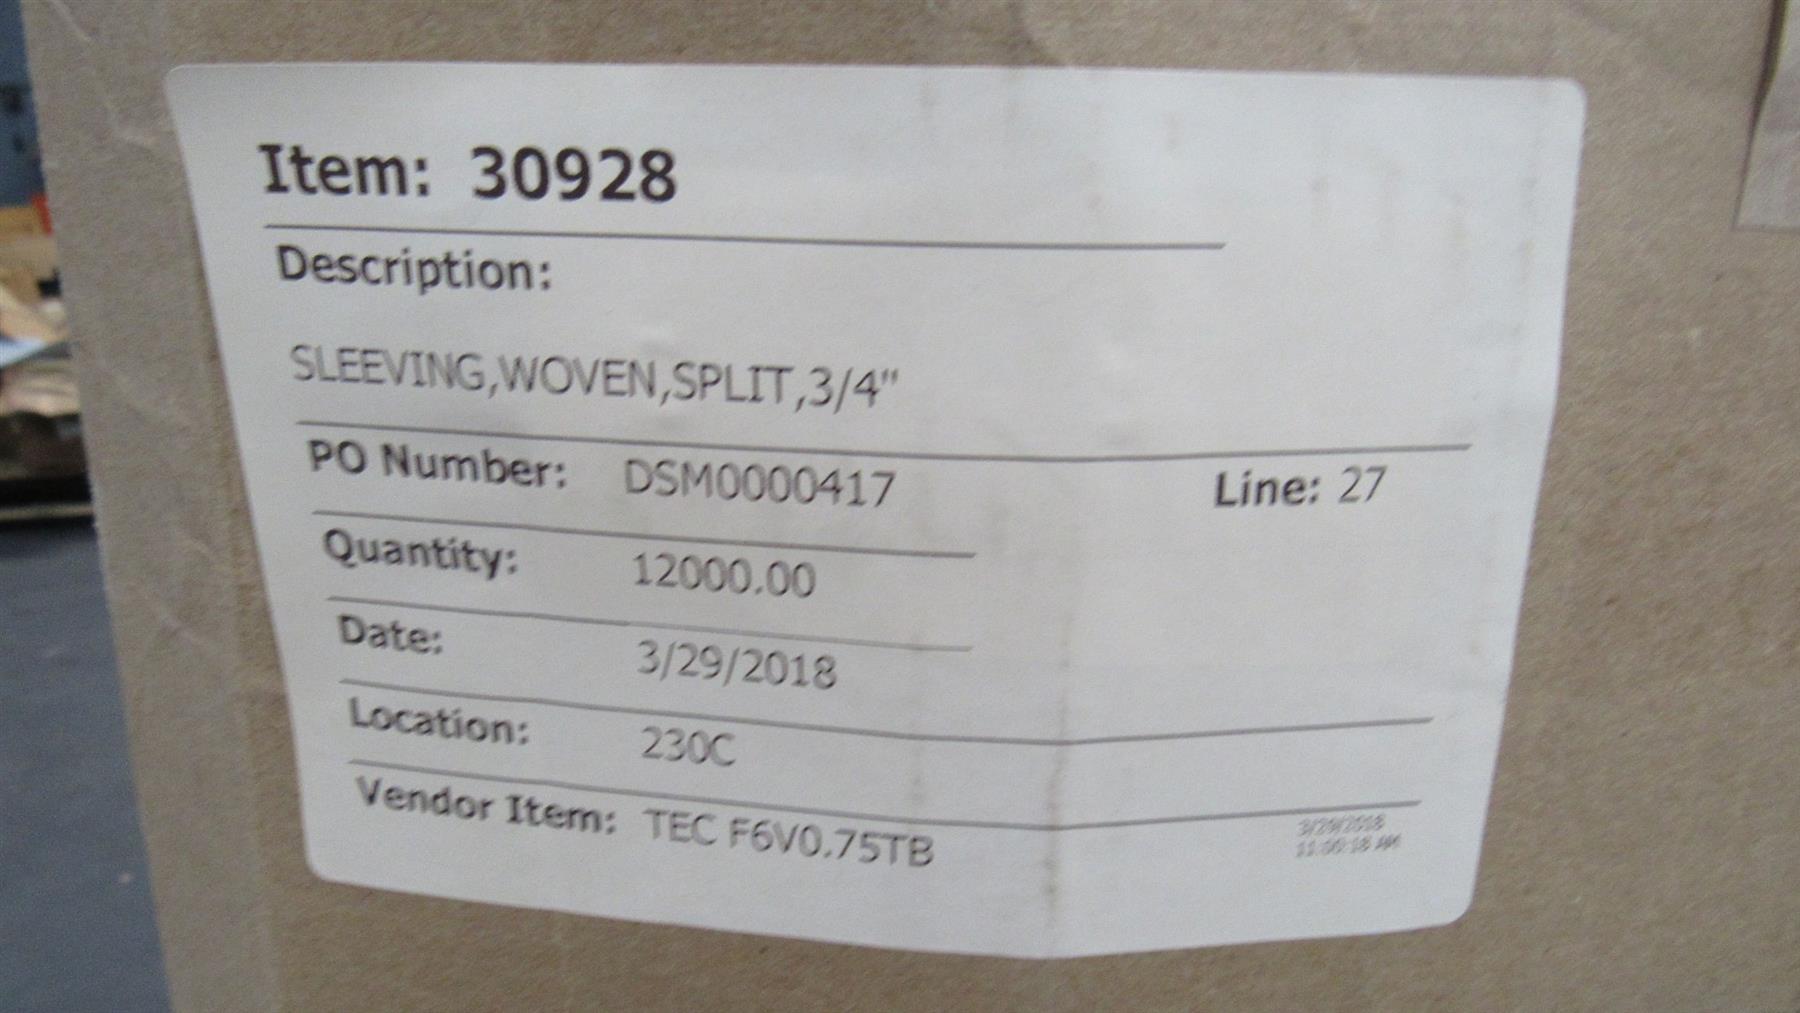 Item: 30928
Description:
SLEEVING,WOVEN,SPLIT,3/4"
PO Number: DSM0000417 Line: 27
Quantity: 12000.00
Date: 3/29/2018
Location: 230C
Vendor Item: TEC F6V0.75TB
3/29/2018
11:00:18 AM